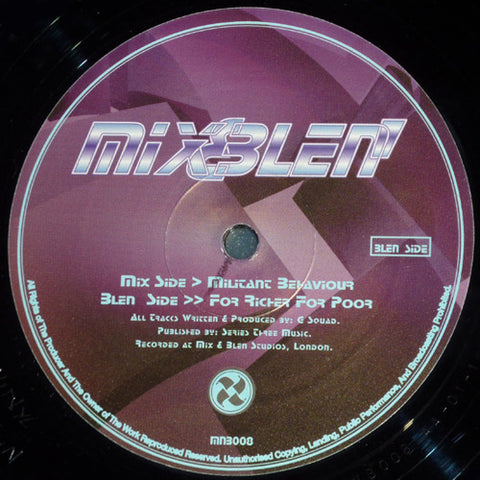 MIX & BLEN'
BLEN' SIDE
Mix Side > Militant Behaviour
Blen' Side >> For Richer For Poor
All Tracks Written & Produced by: G Squad.
Published by: Series Three Music.
Recorded at Mix & Blen Studios, London.
MNB008
All Rights of The Producer And The Owner of The Work Reproduced Reserved. Unauthorised Copying, Lending, Public Performance, And Broadcasting Prohibited.